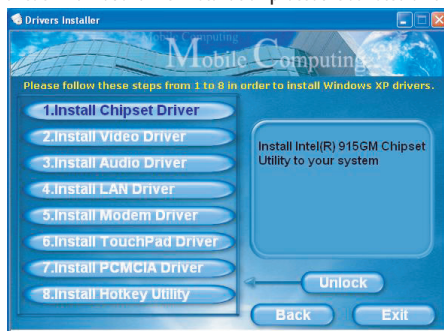 Drivers Installer
Mobile Computing
Mobile Computing
Please follow these steps from 1 to 8 in order to install Windows XP drivers.
1.Install Chipset Driver
2.Install Video Driver
3.Install Audio Driver
4.Install LAN Driver
5.Install Modem Driver
6.Install TouchPad Driver
7.Install PCMCIA Driver
8.Install Hotkey Utility
Install Intel(R) 915GM Chipset
Utility to your system
Unlock
Back
Exit